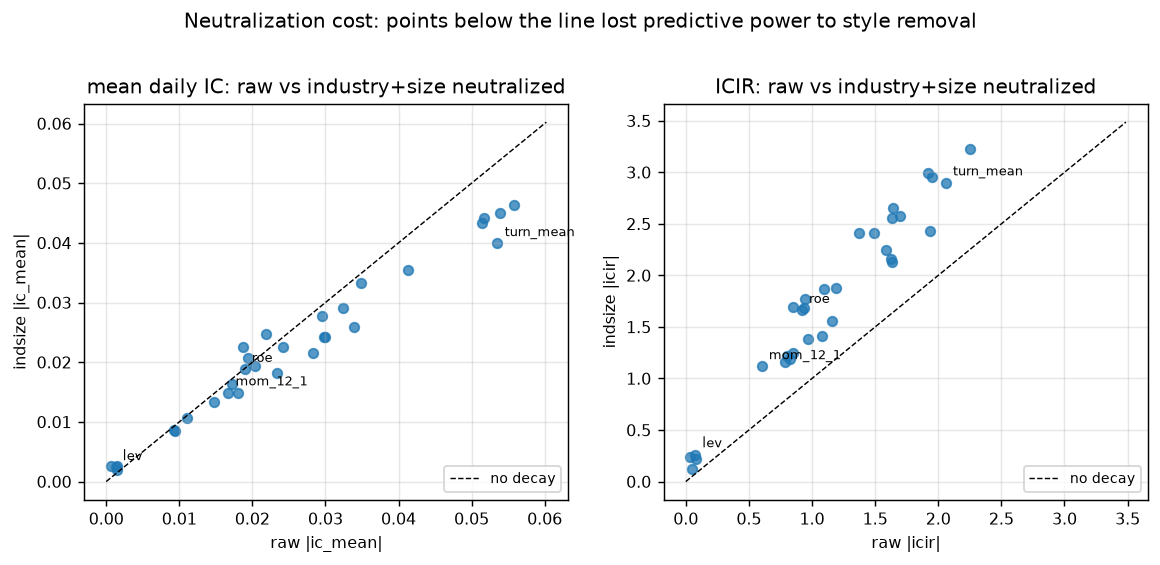 Neutralization cost: points below the line lost predictive power to style removal
mean daily IC: raw vs industry+size neutralized
indsize |ic_mean|
0.06
0.05
0.04
0.03
0.02
0.01
0.00
turn_mean
roe
mom_12_1
lev
no decay
0.00 0.01 0.02 0.03 0.04 0.05 0.06
raw |ic_mean|
ICIR: raw vs industry+size neutralized
indsize |icir|
3.5
3.0
2.5
2.0
1.5
1.0
0.5
0.0
turn_mean
roe
mom_12_1
lev
no decay
0.0 0.5 1.0 1.5 2.0 2.5 3.0 3.5
raw |icir|